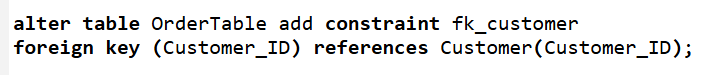 alter table OrderTable add constraint fk_customer
foreign key (Customer_ID) references Customer(Customer_ID);